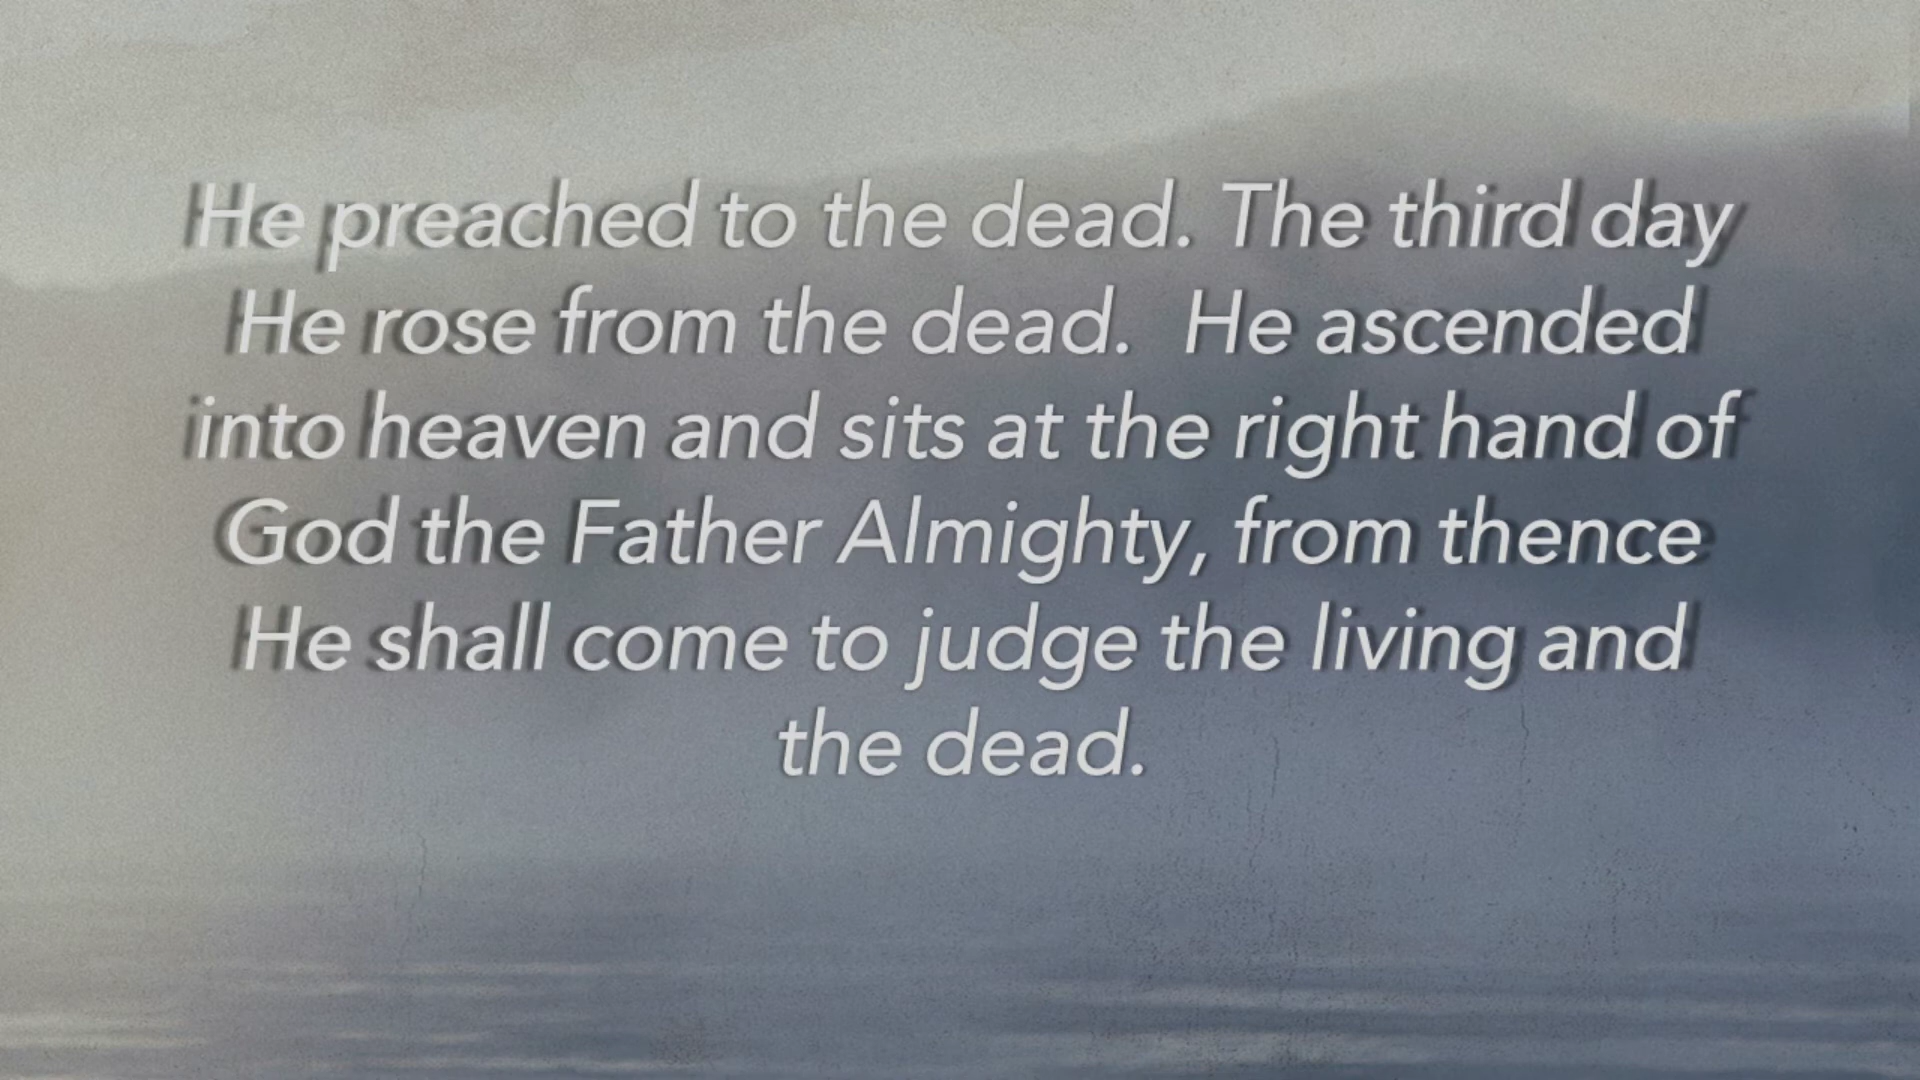 He preached to the dead. The third day
He rose from the dead.  He ascended
into heaven and sits at the right hand of
God the Father Almighty, from thence
He shall come to judge the living and
the dead.